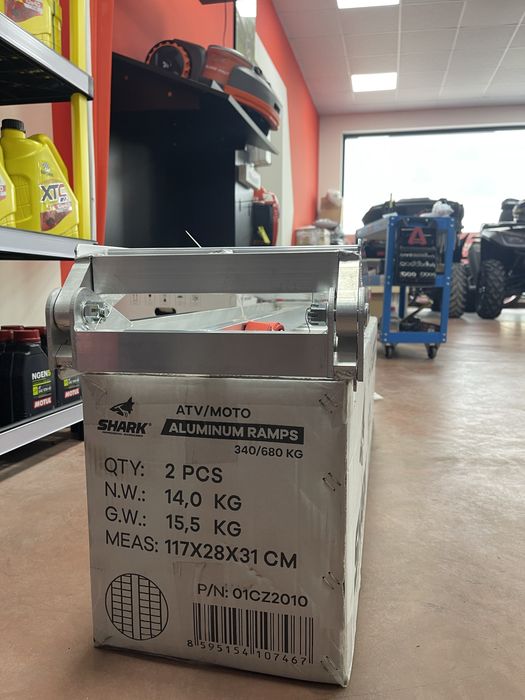 XTC
NGEN
MOTUL
MOTUL
SHARK®
ATV/MOTO
ALUMINUM RAMPS
340/680 KG
QTY: 2 PCS
N.W.: 14,0 KG
G.W.: 15,5 KG
MEAS: 117X28X31 CM
P/N: 01CZ2010
8 595154 107467